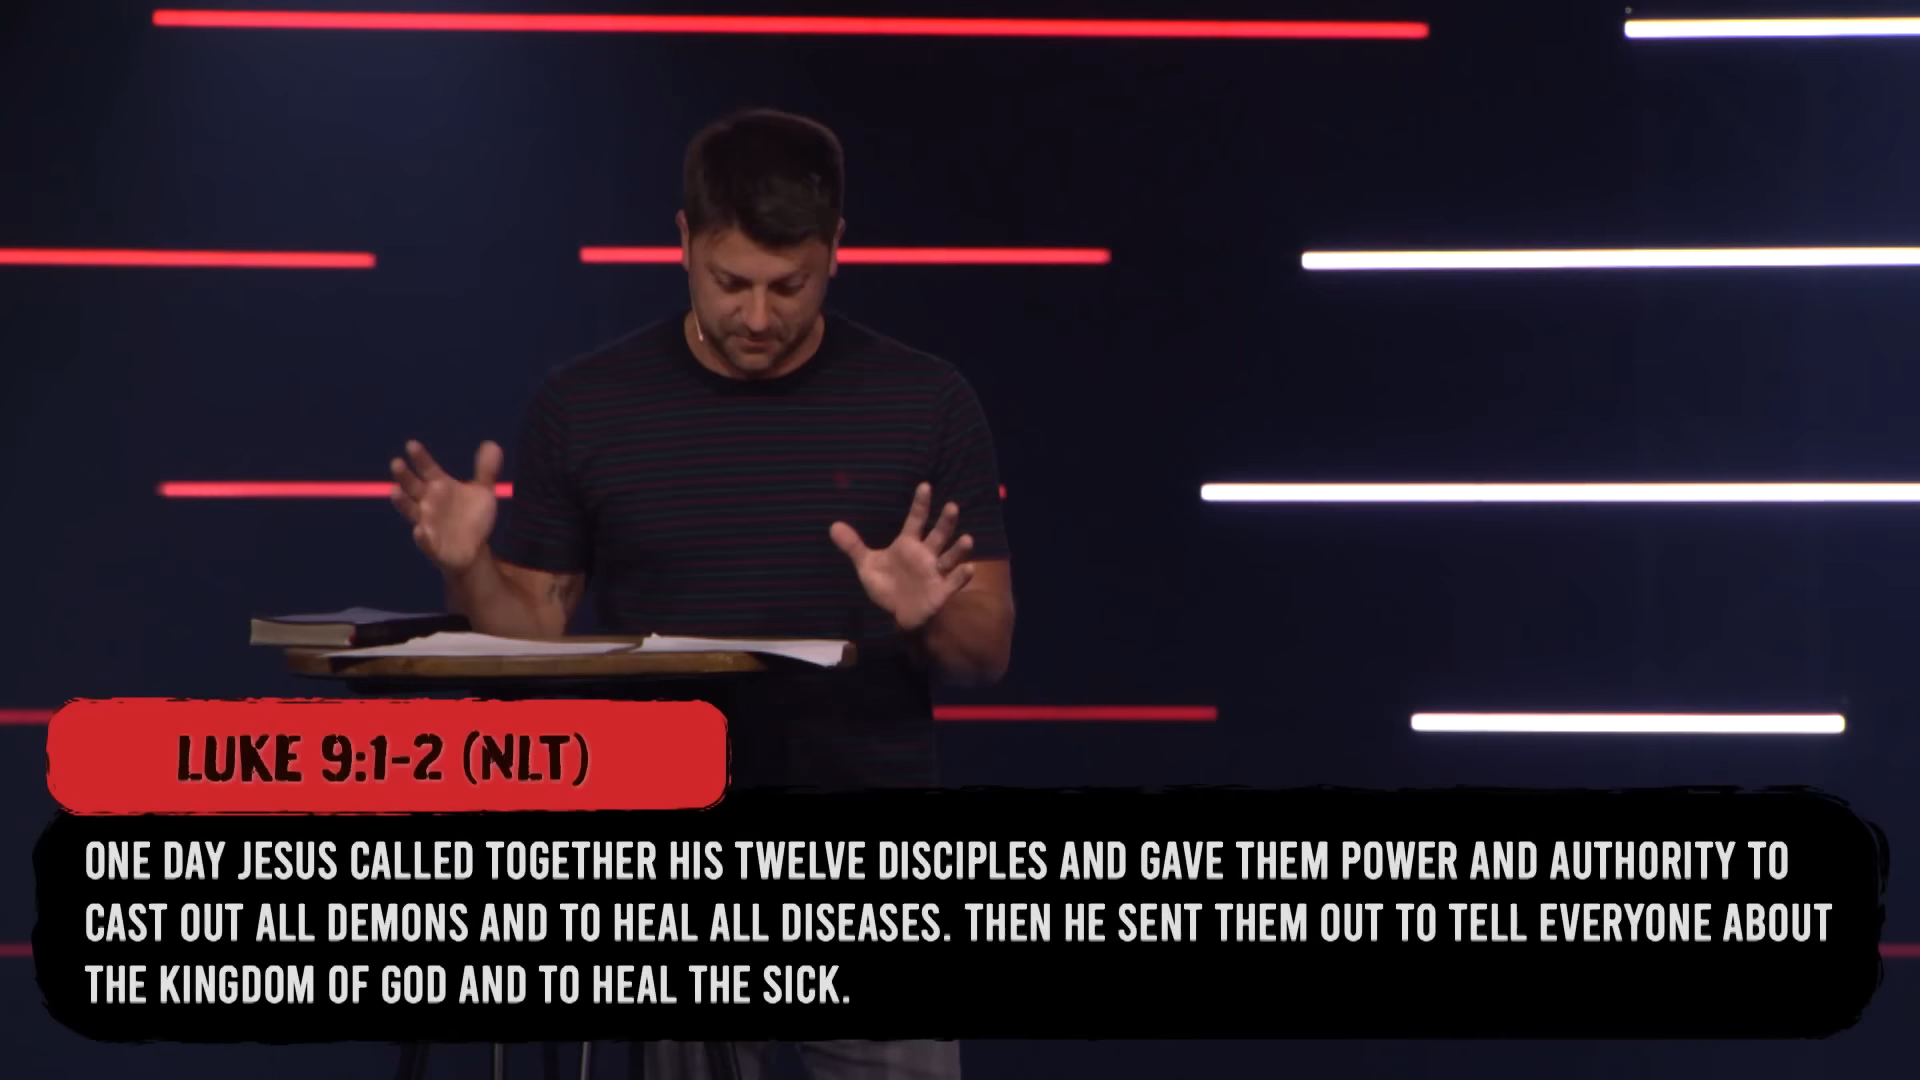 LUKE 9:1-2 (NLT)
ONE DAY JESUS CALLED TOGETHER HIS TWELVE DISCIPLES AND GAVE THEM POWER AND AUTHORITY TO
CAST OUT ALL DEMONS AND TO HEAL ALL DISEASES. THEN HE SENT THEM OUT TO TELL EVERYONE ABOUT
THE KINGDOM OF GOD AND TO HEAL THE SICK.